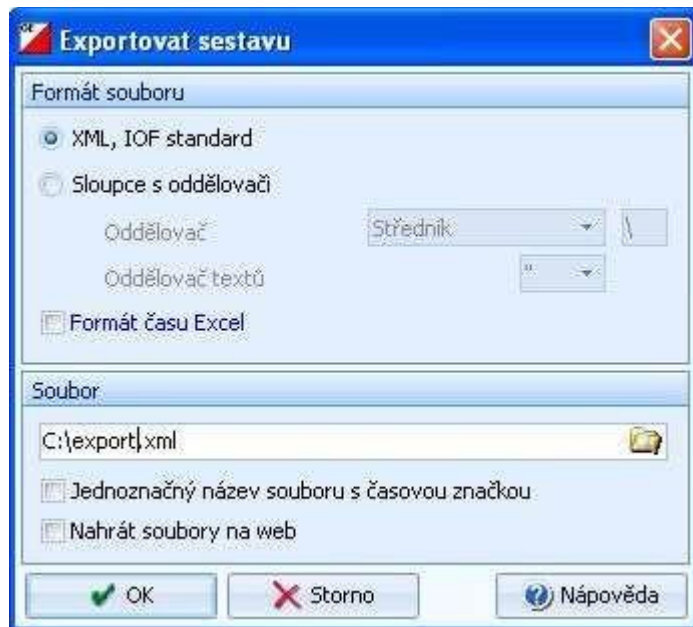 Exportovat sestavu
Formát souboru
XML, IOF standard
Sloupce s oddělovači
Oddělovač Středník \
Oddělovač textů "
Formát času Excel
Soubor
C:\export.xml
Jednoznačný název souboru s časovou značkou
Nahrát soubory na web
OK Storno Nápověda